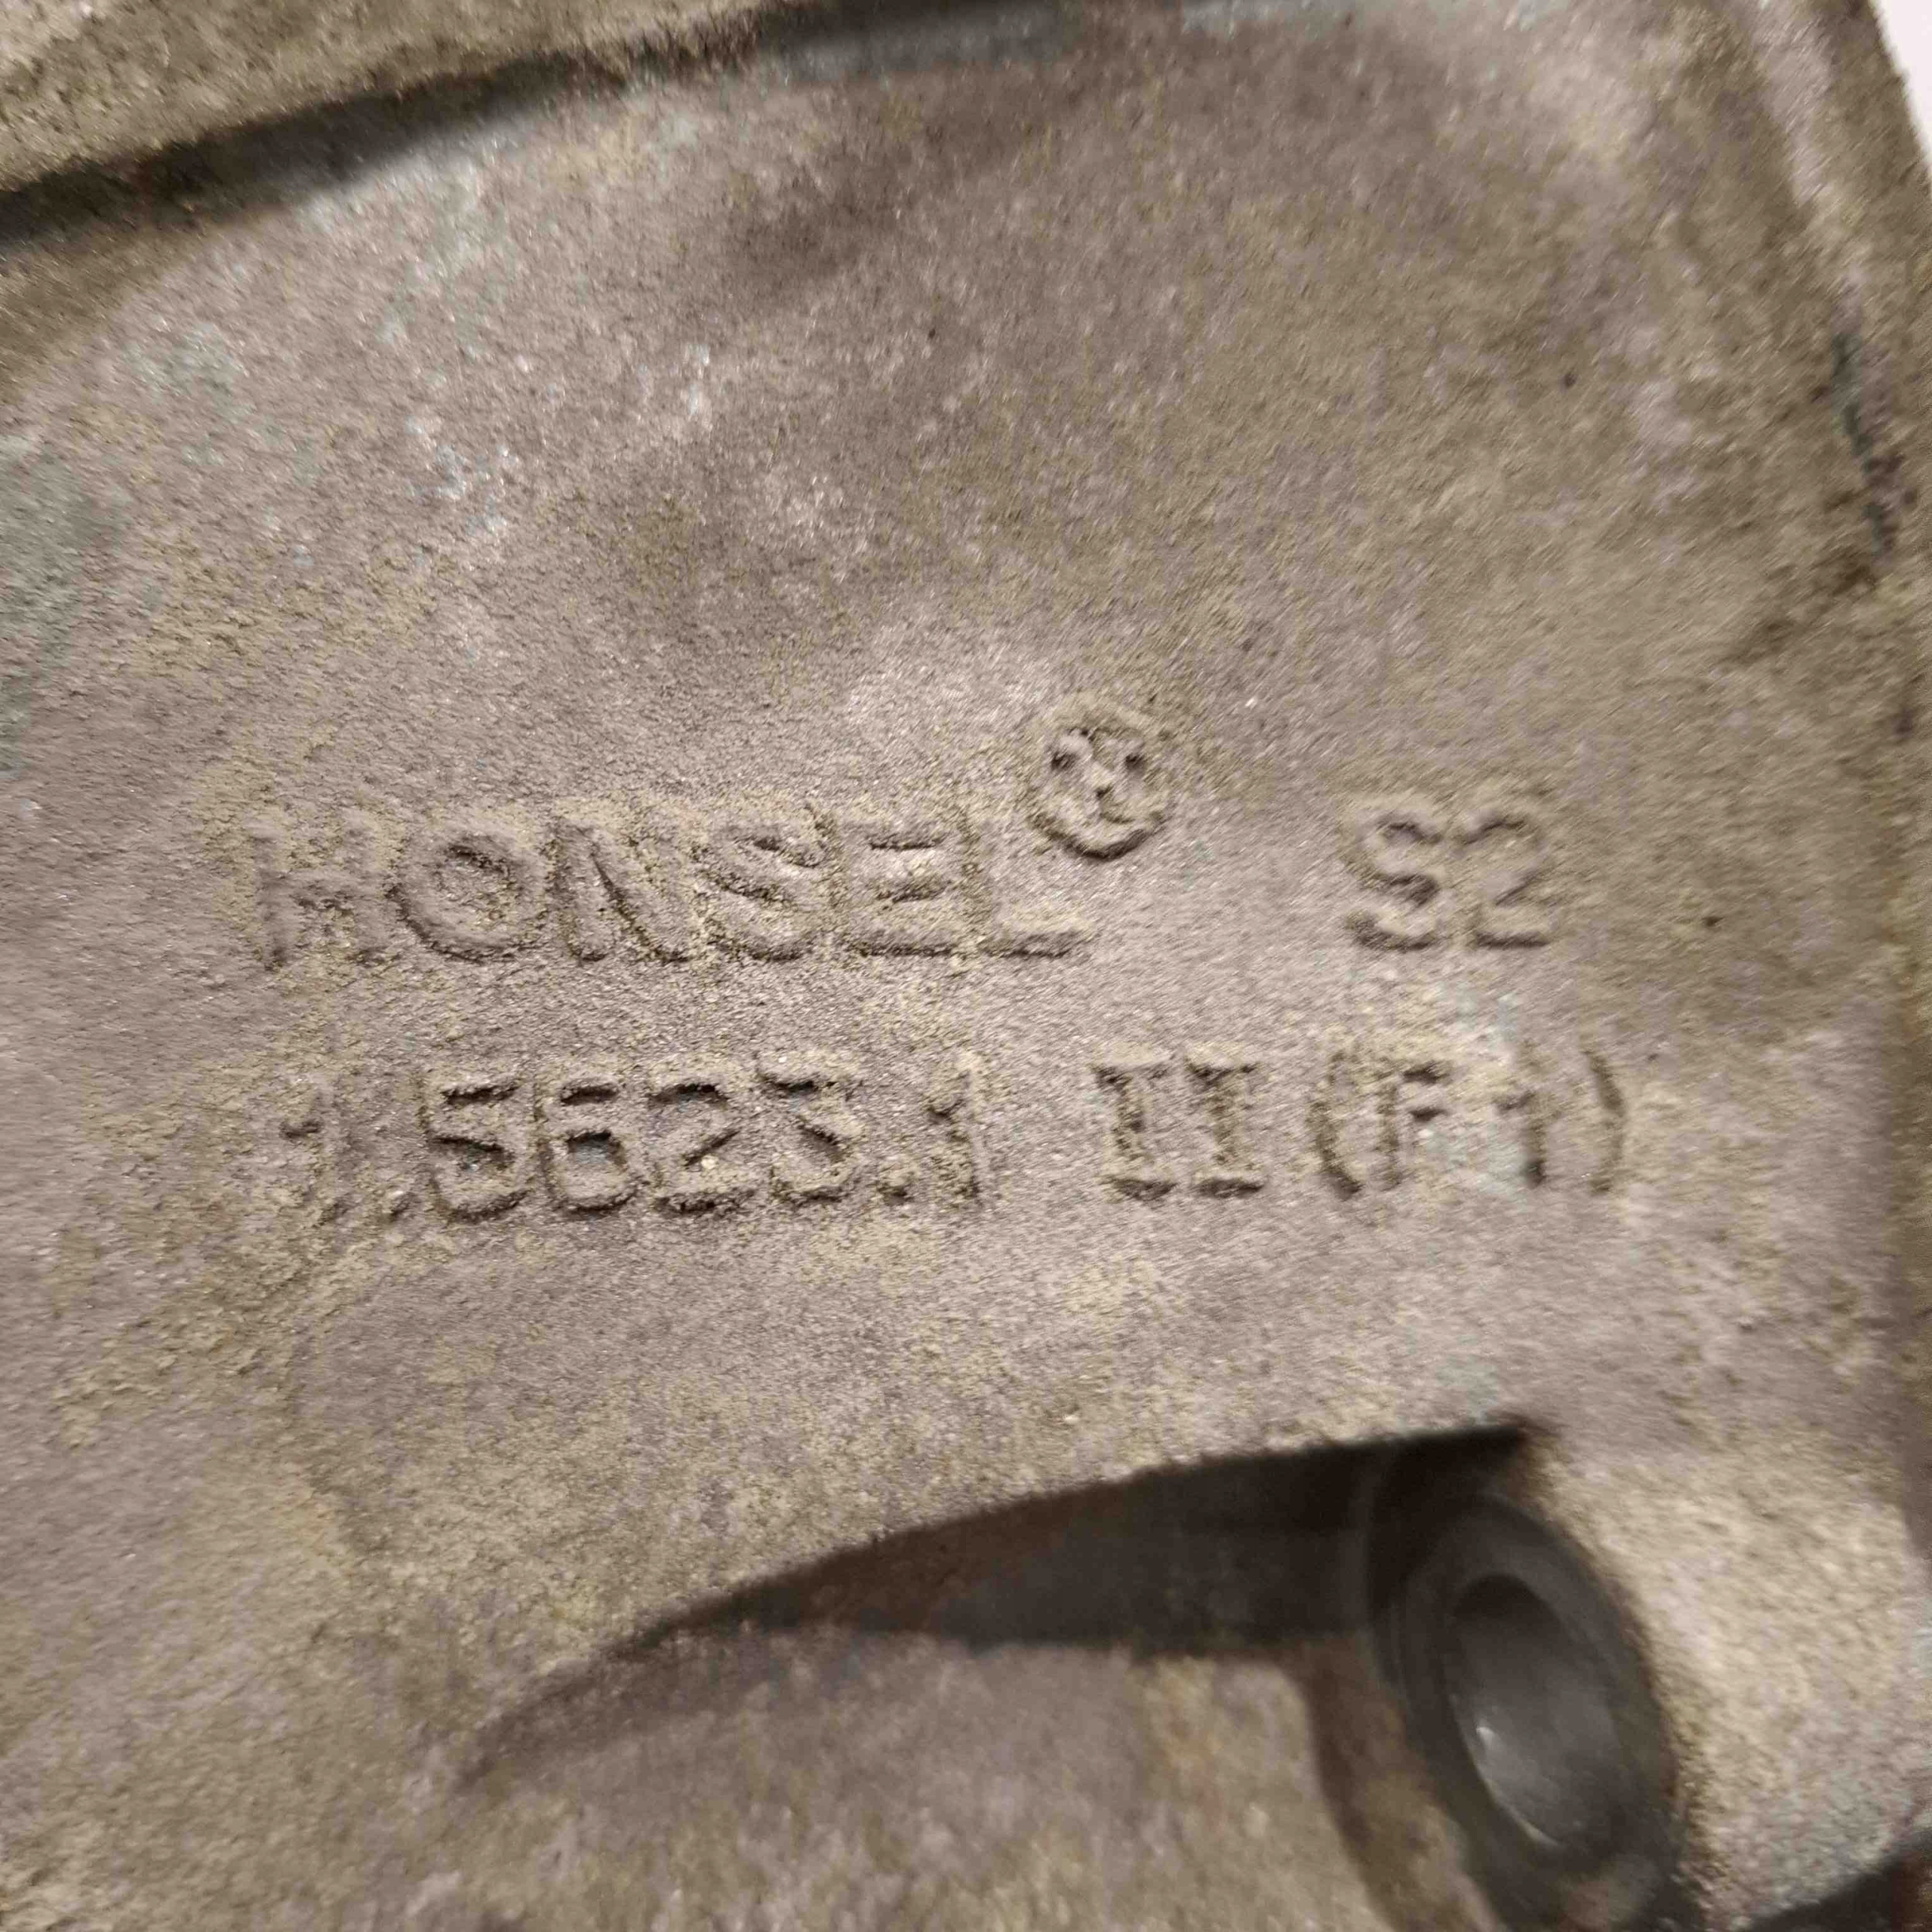 HONSEL® S2
1.5623.1 II (F1)